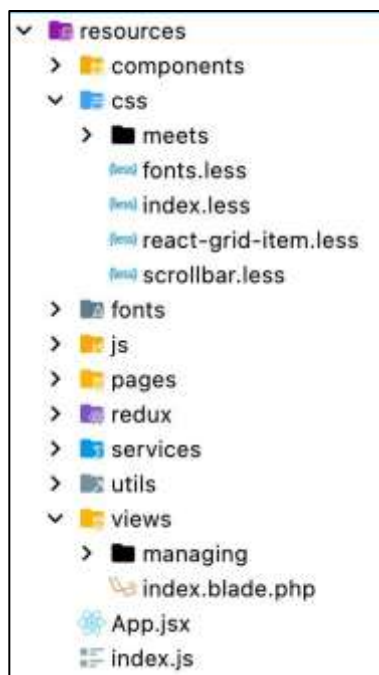 resources
components
css
meets
fonts.less
index.less
react-grid-item.less
scrollbar.less
fonts
js
pages
redux
services
utils
views
managing
index.blade.php
App.jsx
index.js